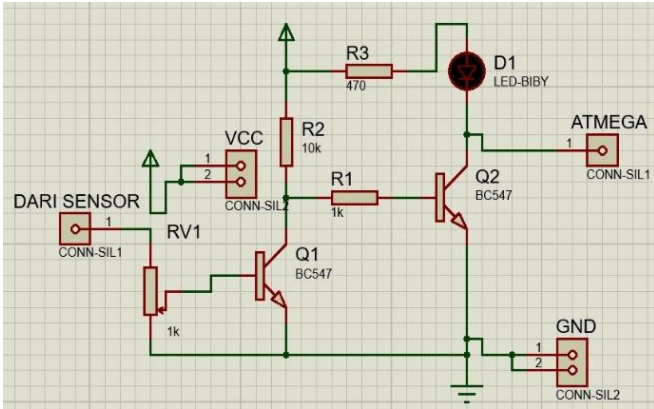 R3
470
D1
LED-BIBY
R2
10k
VCC
1
2
CONN-SIL2
ATMEGA
1
CONN-SIL1
DARI SENSOR
1
CONN-SIL1
R1
1k
Q2
BC547
RV1
1k
Q1
BC547
GND
1
2
CONN-SIL2